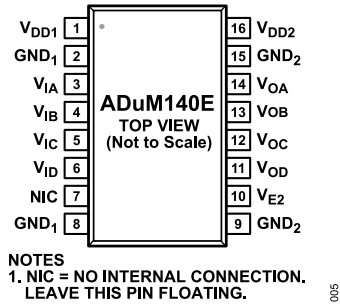 VDD1 1 16 VDD2
GND1 2 15 GND2
VIA 3 14 VOA
VIB 4 ADuM140E 13 VOB
VIC 5 TOP VIEW (Not to Scale) 12 VOC
VID 6 11 VOD
NIC 7 10 VE2
GND1 8 9 GND2
NOTES
1. NIC = NO INTERNAL CONNECTION.
LEAVE THIS PIN FLOATING.
005